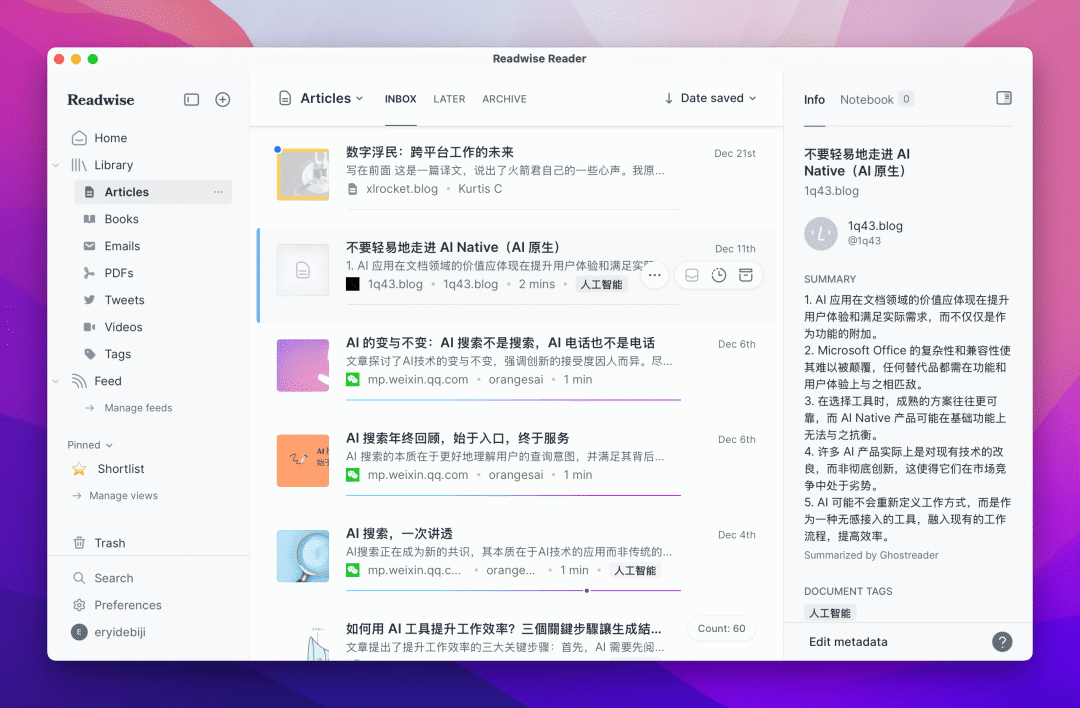 Readwise Reader
Readwise
Home
Library
Articles
Books
Emails
PDFs
Tweets
Videos
Tags
Feed
Manage feeds
Pinned
Shortlist
Manage views
Trash
Search
Preferences
E eryidebiji
Articles INBOX LATER ARCHIVE Date saved
数字浮民：跨平台工作的未来 Dec 21st
写在前面 这是一篇译文，说出了火箭君自己的一些心声。我原...
xlrocket.blog • Kurtis C
不要轻易地走进 AI Native（AI 原生） Dec 11th
1. AI 应用在文档领域的价值应体现在提升用户体验和满足实际
1q43.blog • 1q43.blog • 2 mins • 人工智能
AI 的变与不变：AI 搜索不是搜索，AI 电话也不是电话 Dec 6th
文章探讨了AI技术的变与不变，强调创新的接受度因人而异。尽...
mp.weixin.qq.com • orangesai • 1 min
AI 搜索年终回顾，始于入口，终于服务 Dec 6th
AI 搜索的本质在于更好地理解用户的查询意图，并满足其背后...
mp.weixin.qq.com • orangesai • 1 min
AI 搜索，一次讲透 Dec 4th
AI搜索正在成为新的共识，其本质在于AI技术的应用而非传统的...
mp.weixin.qq.c... • orange... • 1 min • 人工智能
如何用 AI 工具提升工作效率？三個關鍵步驟讓生成結...
文章提出了提升工作效率的三大关键步骤：首先，AI 需要先阅...
Count: 60
Info Notebook 0
不要轻易地走进 AI
Native（AI 原生）
1q43.blog
1q43.blog
@1q43
SUMMARY
1. AI 应用在文档领域的价值应体现在提升
用户体验和满足实际需求，而不仅仅是作
为功能的附加。
2. Microsoft Office 的复杂性和兼容性使
其难以被颠覆，任何替代品都需在功能和
用户体验上与之相匹敌。
3. 在选择工具时，成熟的方案往往更可
靠，而 AI Native 产品可能在基础功能上
无法与之抗衡。
4. 许多 AI 产品实际上是对现有技术的改
良，而非彻底创新，这使得它们在市场竞
争中处于劣势。
5. AI 可能不会重新定义工作方式，而是作
为一种无感接入的工具，融入现有的工作
流程，提高效率。
Summarized by Ghostreader
DOCUMENT TAGS
人工智能
Edit metadata ?